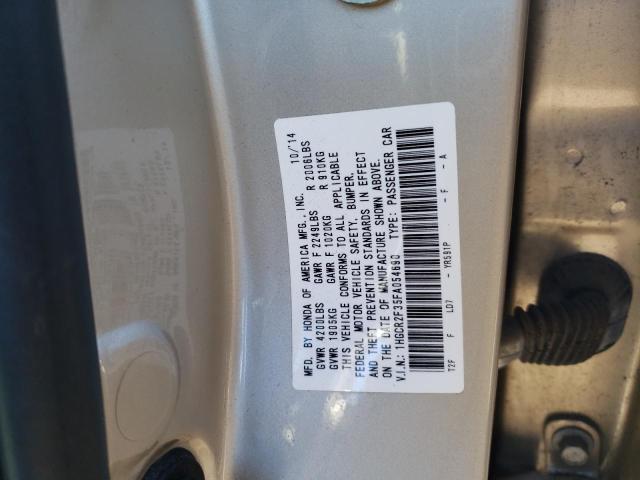 MFD. BY HONDA OF AMERICA MFG., INC. 10/'14
GVWR 4200LBS GAWR F 2249LBS R 2006LBS
GVWR 1905KG GAWR F 1020KG R 910KG
THIS VEHICLE CONFORMS TO ALL APPLICABLE
FEDERAL MOTOR VEHICLE SAFETY, BUMPER,
AND THEFT PREVENTION STANDARDS IN EFFECT
ON THE DATE OF MANUFACTURE SHOWN ABOVE.
V.I.N.: 1HGCR2F35FA054690 TYPE: PASSENGER CAR
T2F F LD7 - YR591P - F - A